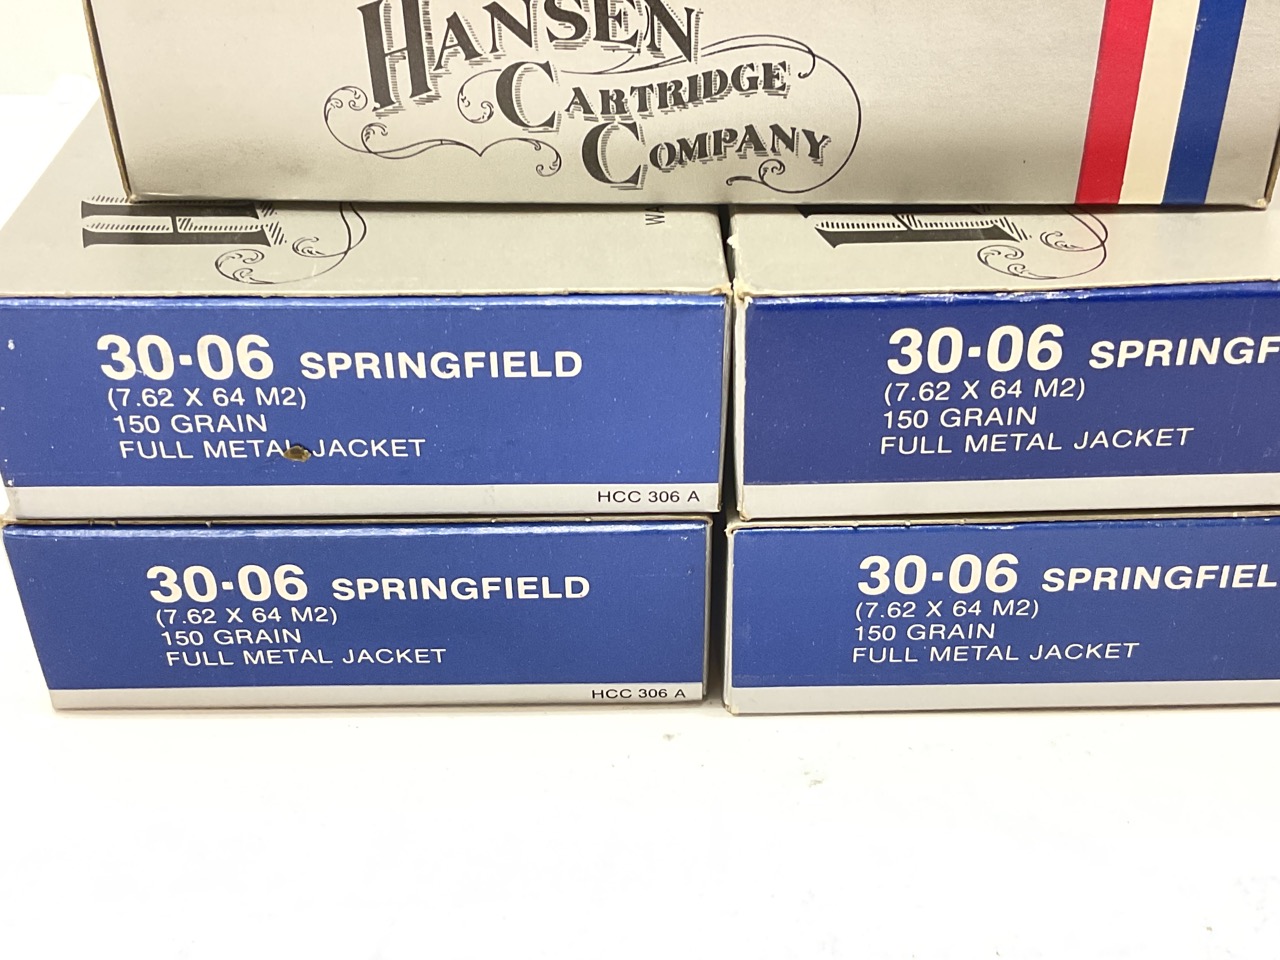 HANSEN
CARTRIDGE
COMPANY
H
WA
H
30-06 SPRINGFIELD
(7.62 X 64 M2)
150 GRAIN
FULL METAL JACKET
HCC 306 A
30-06 SPRINGF
(7.62 X 64 M2)
150 GRAIN
FULL METAL JACKET
30-06 SPRINGFIELD
(7.62 X 64 M2)
150 GRAIN
FULL METAL JACKET
HCC 306 A
30-06 SPRINGFIEL
(7.62 X 64 M2)
150 GRAIN
FULL METAL JACKET